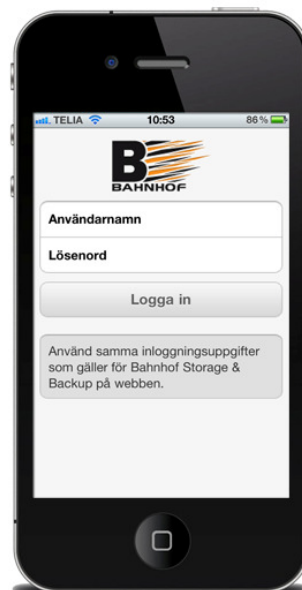 TELIA 10:53 86%
B
BAHNHOF
Användarnamn
Lösenord
Logga in
Använd samma inloggningsuppgifter
som gäller för Bahnhof Storage &
Backup på webben.